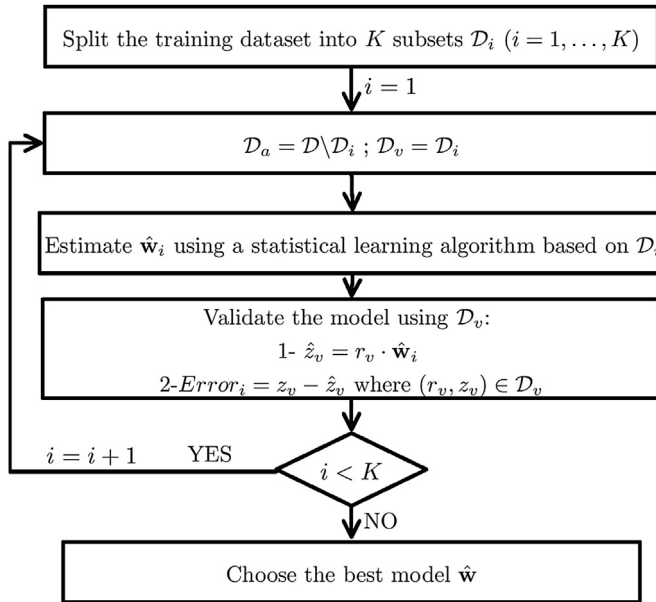 Split the training dataset into K subsets 𝒟ᵢ (i = 1, . . . , K)
i = 1
𝒟ₐ = 𝒟\𝒟ᵢ ; 𝒟ᵥ = 𝒟ᵢ
Estimate ŵᵢ using a statistical learning algorithm based on 𝒟
Validate the model using 𝒟ᵥ:
1- ẑᵥ = rᵥ · ŵᵢ
2-Errorᵢ = zᵥ − ẑᵥ where (rᵥ, zᵥ) ∈ 𝒟ᵥ
i = i + 1 YES
i < K
NO
Choose the best model ŵ